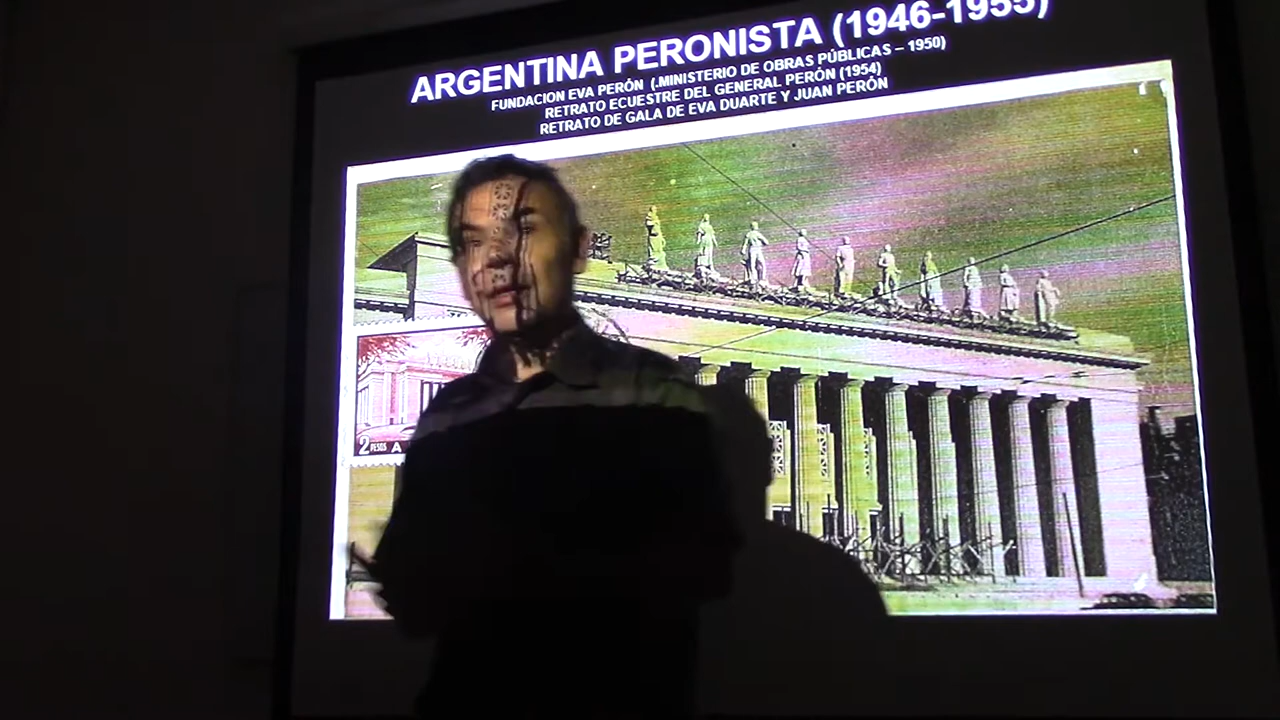 ARGENTINA PERONISTA (1946-1955)
FUNDACION EVA PERÓN (.MINISTERIO DE OBRAS PÚBLICAS – 1950)
RETRATO ECUESTRE DEL GENERAL PERÓN (1954)
RETRATO DE GALA DE EVA DUARTE Y JUAN PERÓN
2 PESOS A